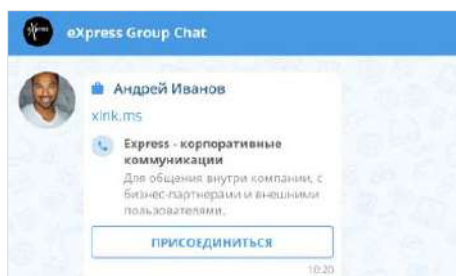 eXpress Group Chat
Андрей Иванов
xlnk.ms
Express - корпоративные
коммуникации
Для общения внутри компании, с
бизнес-партнерами и внешними
пользователями.
ПРИСОЕДИНИТЬСЯ
10:20